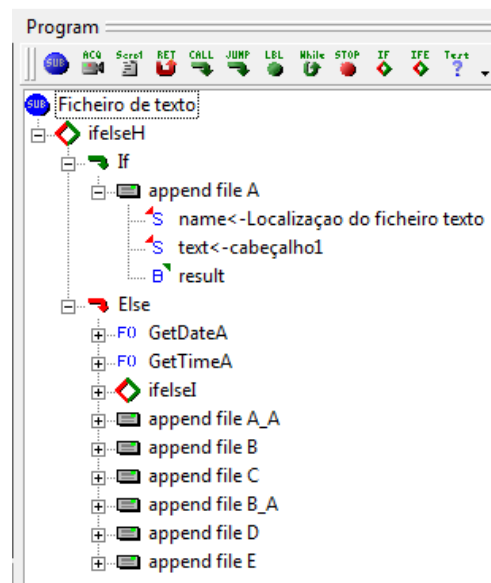 Program
ACQ Scrpt RET CALL JUMP LBL While STOP IF IFE Test
SUB
SUB Ficheiro de texto
ifelseH
If
append file A
S name<-Localizaçao do ficheiro texto
S text<-cabeçalho1
B result
Else
F() GetDateA
F() GetTimeA
ifelseI
append file A_A
append file B
append file C
append file B_A
append file D
append file E